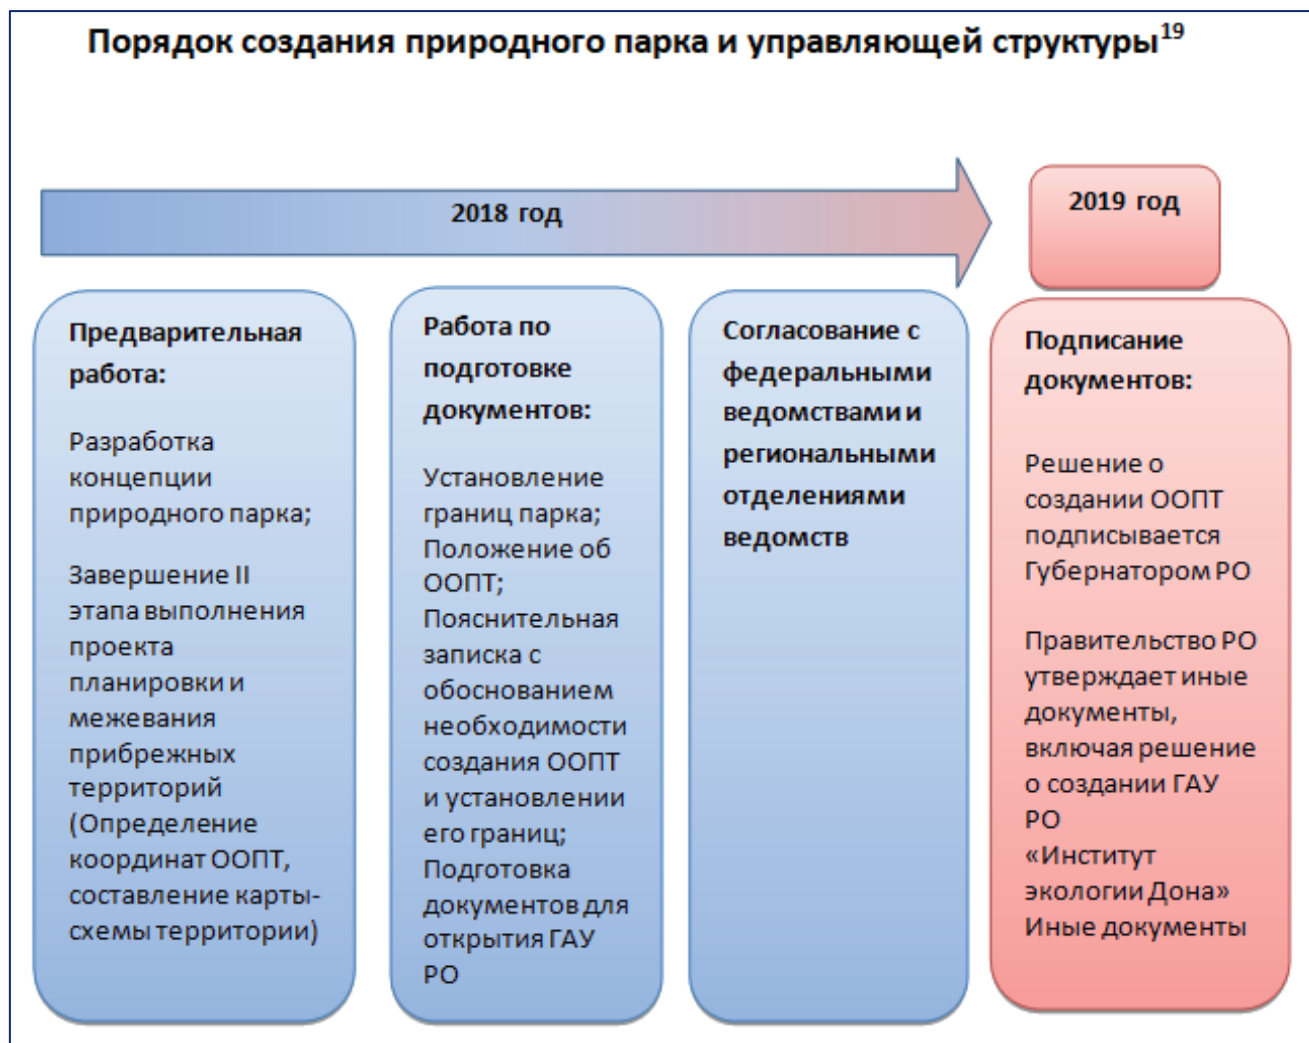 Порядок создания природного парка и управляющей структуры19
2018 год
2019 год
Предварительная
работа:
Разработка
концепции
природного парка;
Завершение II
этапа выполнения
проекта
планировки и
межевания
прибрежных
территорий
(Определение
координат ООПТ,
составление карты-
схемы территории)
Работа по
подготовке
документов:
Установление
границ парка;
Положение об
ООПТ;
Пояснительная
записка с
обоснованием
необходимости
создания ООПТ
и установлении
его границ;
Подготовка
документов для
открытия ГАУ
РО
Согласование с
федеральными
ведомствами и
региональными
отделениями
ведомств
Подписание
документов:
Решение о
создании ООПТ
подписывается
Губернатором РО
Правительство РО
утверждает иные
документы,
включая решение
о создании ГАУ
РО
«Институт
экологии Дона»
Иные документы